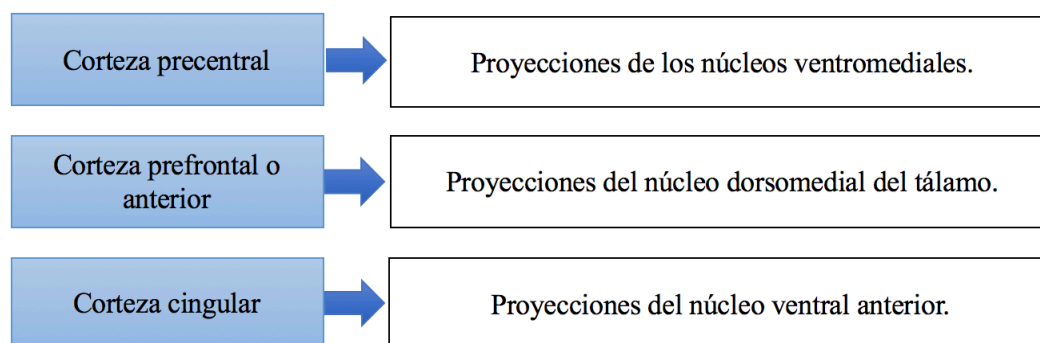 Corteza precentral
Proyecciones de los núcleos ventromediales.
Corteza prefrontal o
anterior
Proyecciones del núcleo dorsomedial del tálamo.
Corteza cingular
Proyecciones del núcleo ventral anterior.